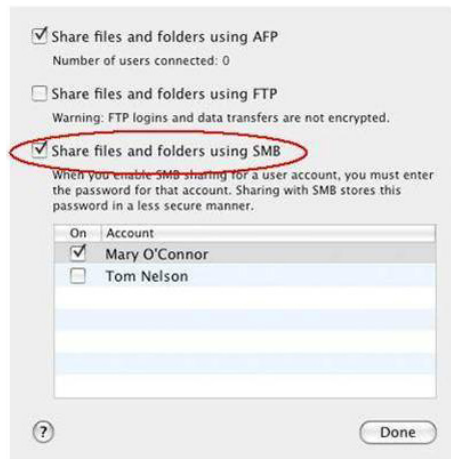 Share files and folders using AFP
Number of users connected: 0
Share files and folders using FTP
Warning: FTP logins and data transfers are not encrypted.
Share files and folders using SMB
When you enable SMB sharing for a user account, you must enter
the password for that account. Sharing with SMB stores this
password in a less secure manner.
On Account
Mary O'Connor
Tom Nelson
? Done